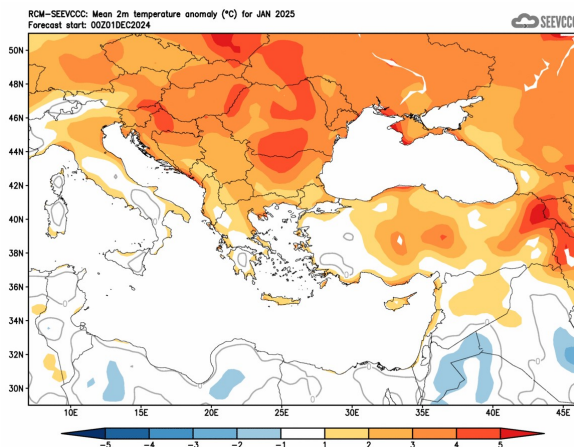 RCM-SEEVCCC: Mean 2m temperature anomaly (°C) for JAN 2025
Forecast start: 00Z01DEC2024
SEEVCCC
50N
48N
46N
44N
42N
40N
38N
36N
34N
32N
30N
10E 15E 20E 25E 30E 35E 40E 45E
-5 -4 -3 -2 -1 1 2 3 4 5